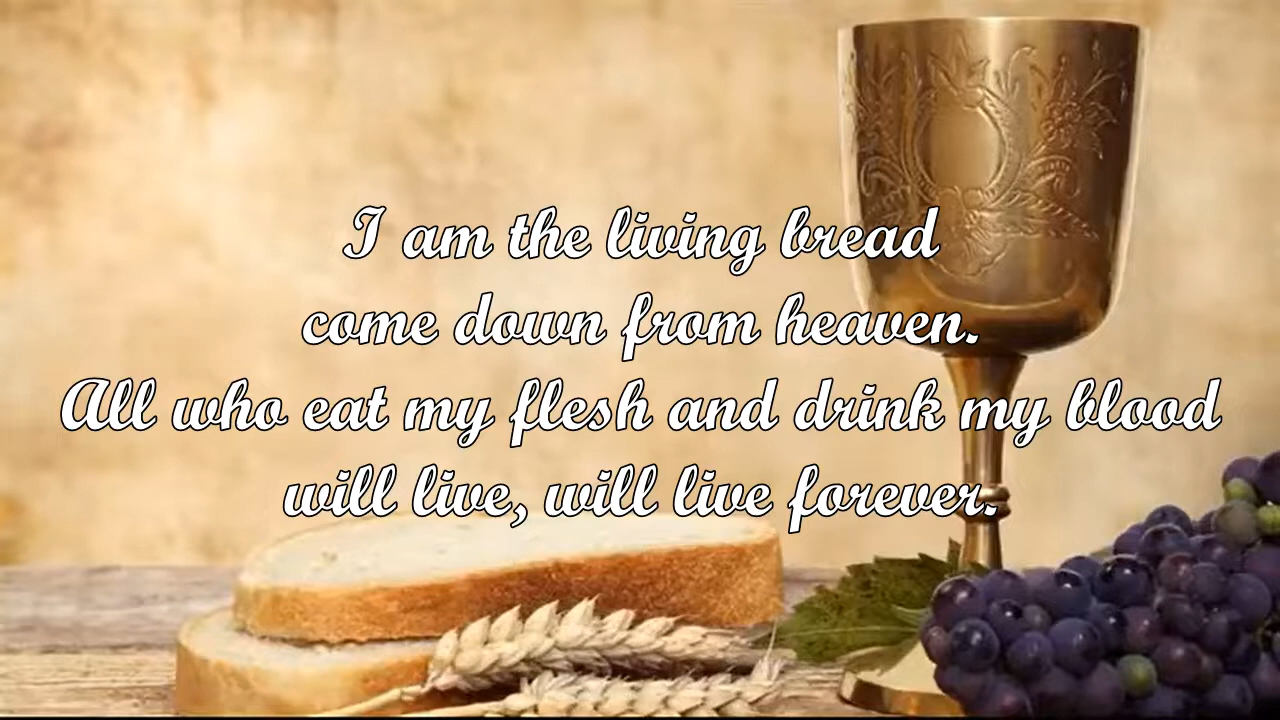 I am the living bread
come down from heaven.
All who eat my flesh and drink my blood
will live, will live forever.